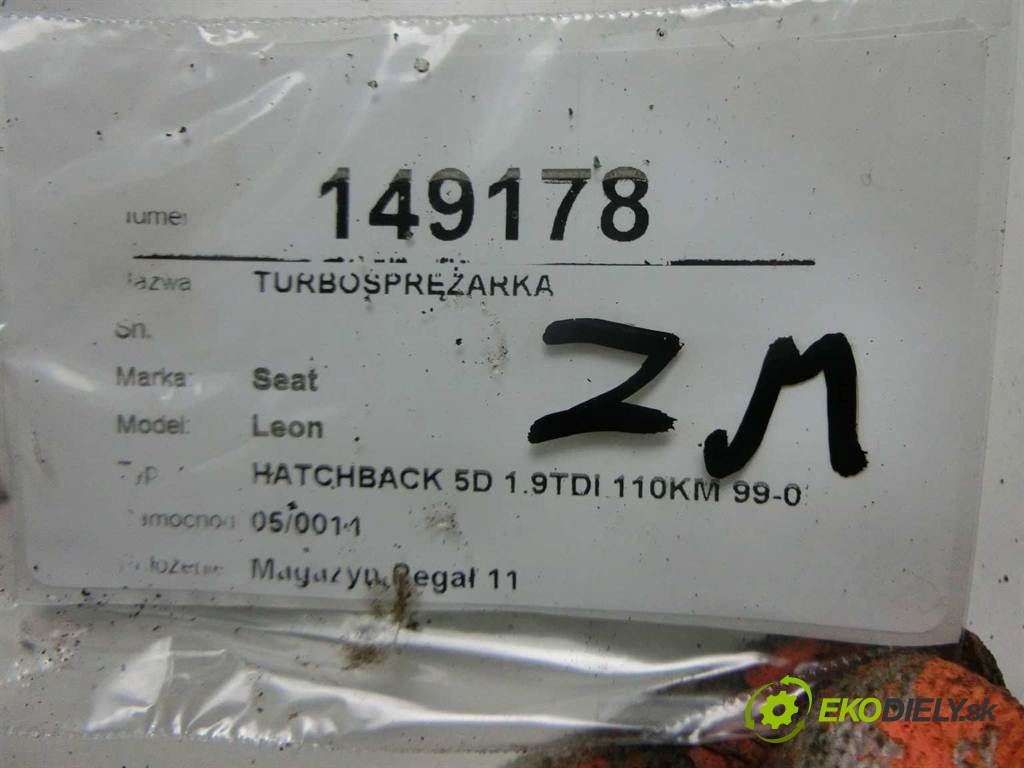 149178
TURBOSPRĘŻARKA
Sn.
Marka: Seat
Model: Leon
Typ HATCHBACK 5D 1.9TDI 110KM 99-0
05/0011
Magazyn Regał 11
ZM
EKODIELY.sk